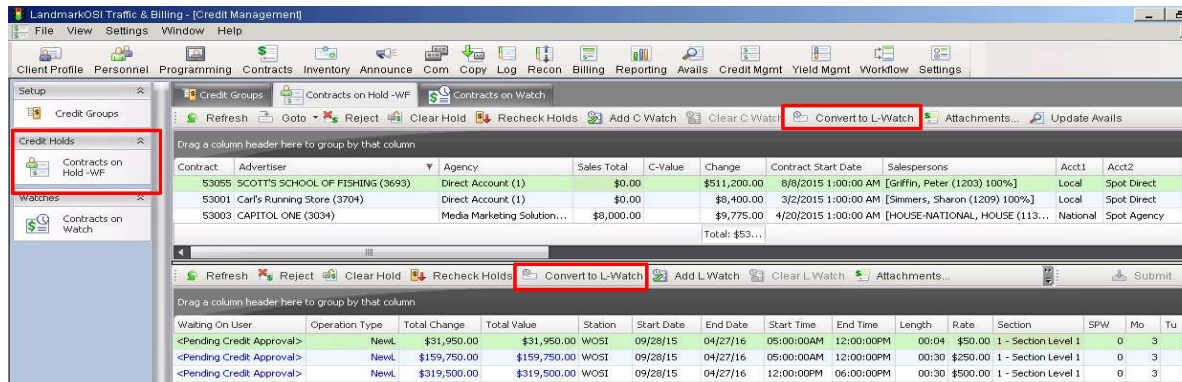 LandmarkOSI Traffic & Billing - [Credit Management]
File View Settings Window Help
Client Profile Personnel Programming Contracts Inventory Announce Com Copy Log Recon Billing Reporting Avails Credit Mgmt Yield Mgmt Workflow Settings
Setup
Credit Groups
Credit Holds
Contracts on
Hold -WF
Watches
Contracts on
Watch
Credit Groups Contracts on Hold -WF Contracts on Watch
Refresh Goto Reject Clear Hold Recheck Holds Add C Watch Clear C Watch Convert to L-Watch Attachments... Update Avails
Drag a column header here to group by that column
Contract Advertiser Agency Sales Total C-Value Change Contract Start Date Salespersons Acct1 Acct2
53055 SCOTT'S SCHOOL OF FISHING (3693) Direct Account (1) $0.00 $511,200.00 8/8/2015 1:00:00 AM [Griffin, Peter (1203) 100%] Local Spot Direct
53001 Carl's Running Store (3704) Direct Account (1) $0.00 $8,400.00 3/2/2015 1:00:00 AM [Simmers, Sharon (1209) 100%] Local Spot Direct
53003 CAPITOL ONE (3034) Media Marketing Solution... $8,000.00 $9,775.00 4/20/2015 1:00:00 AM [HOUSE-NATIONAL, HOUSE (113... National Spot Agency
Total: $53...
Refresh Reject Clear Hold Recheck Holds Convert to L-Watch Add L Watch Clear L Watch Attachments... Submit
Drag a column header here to group by that column
Waiting On User Operation Type Total Change Total Value Station Start Date End Date Start Time End Time Length Rate Section SPW Mo Tu
<Pending Credit Approval> NewL $31,950.00 $31,950.00 WOSI 09/28/15 04/27/16 05:00:00AM 12:00:00PM 00:04 $50.00 1 - Section Level 1 0 3
<Pending Credit Approval> NewL $159,750.00 $159,750.00 WOSI 09/28/15 04/27/16 05:00:00AM 12:00:00PM 00:30 $250.00 1 - Section Level 1 0 3
<Pending Credit Approval> NewL $319,500.00 $319,500.00 WOSI 09/28/15 04/27/16 12:00:00PM 06:00:00PM 00:30 $500.00 1 - Section Level 1 0 3